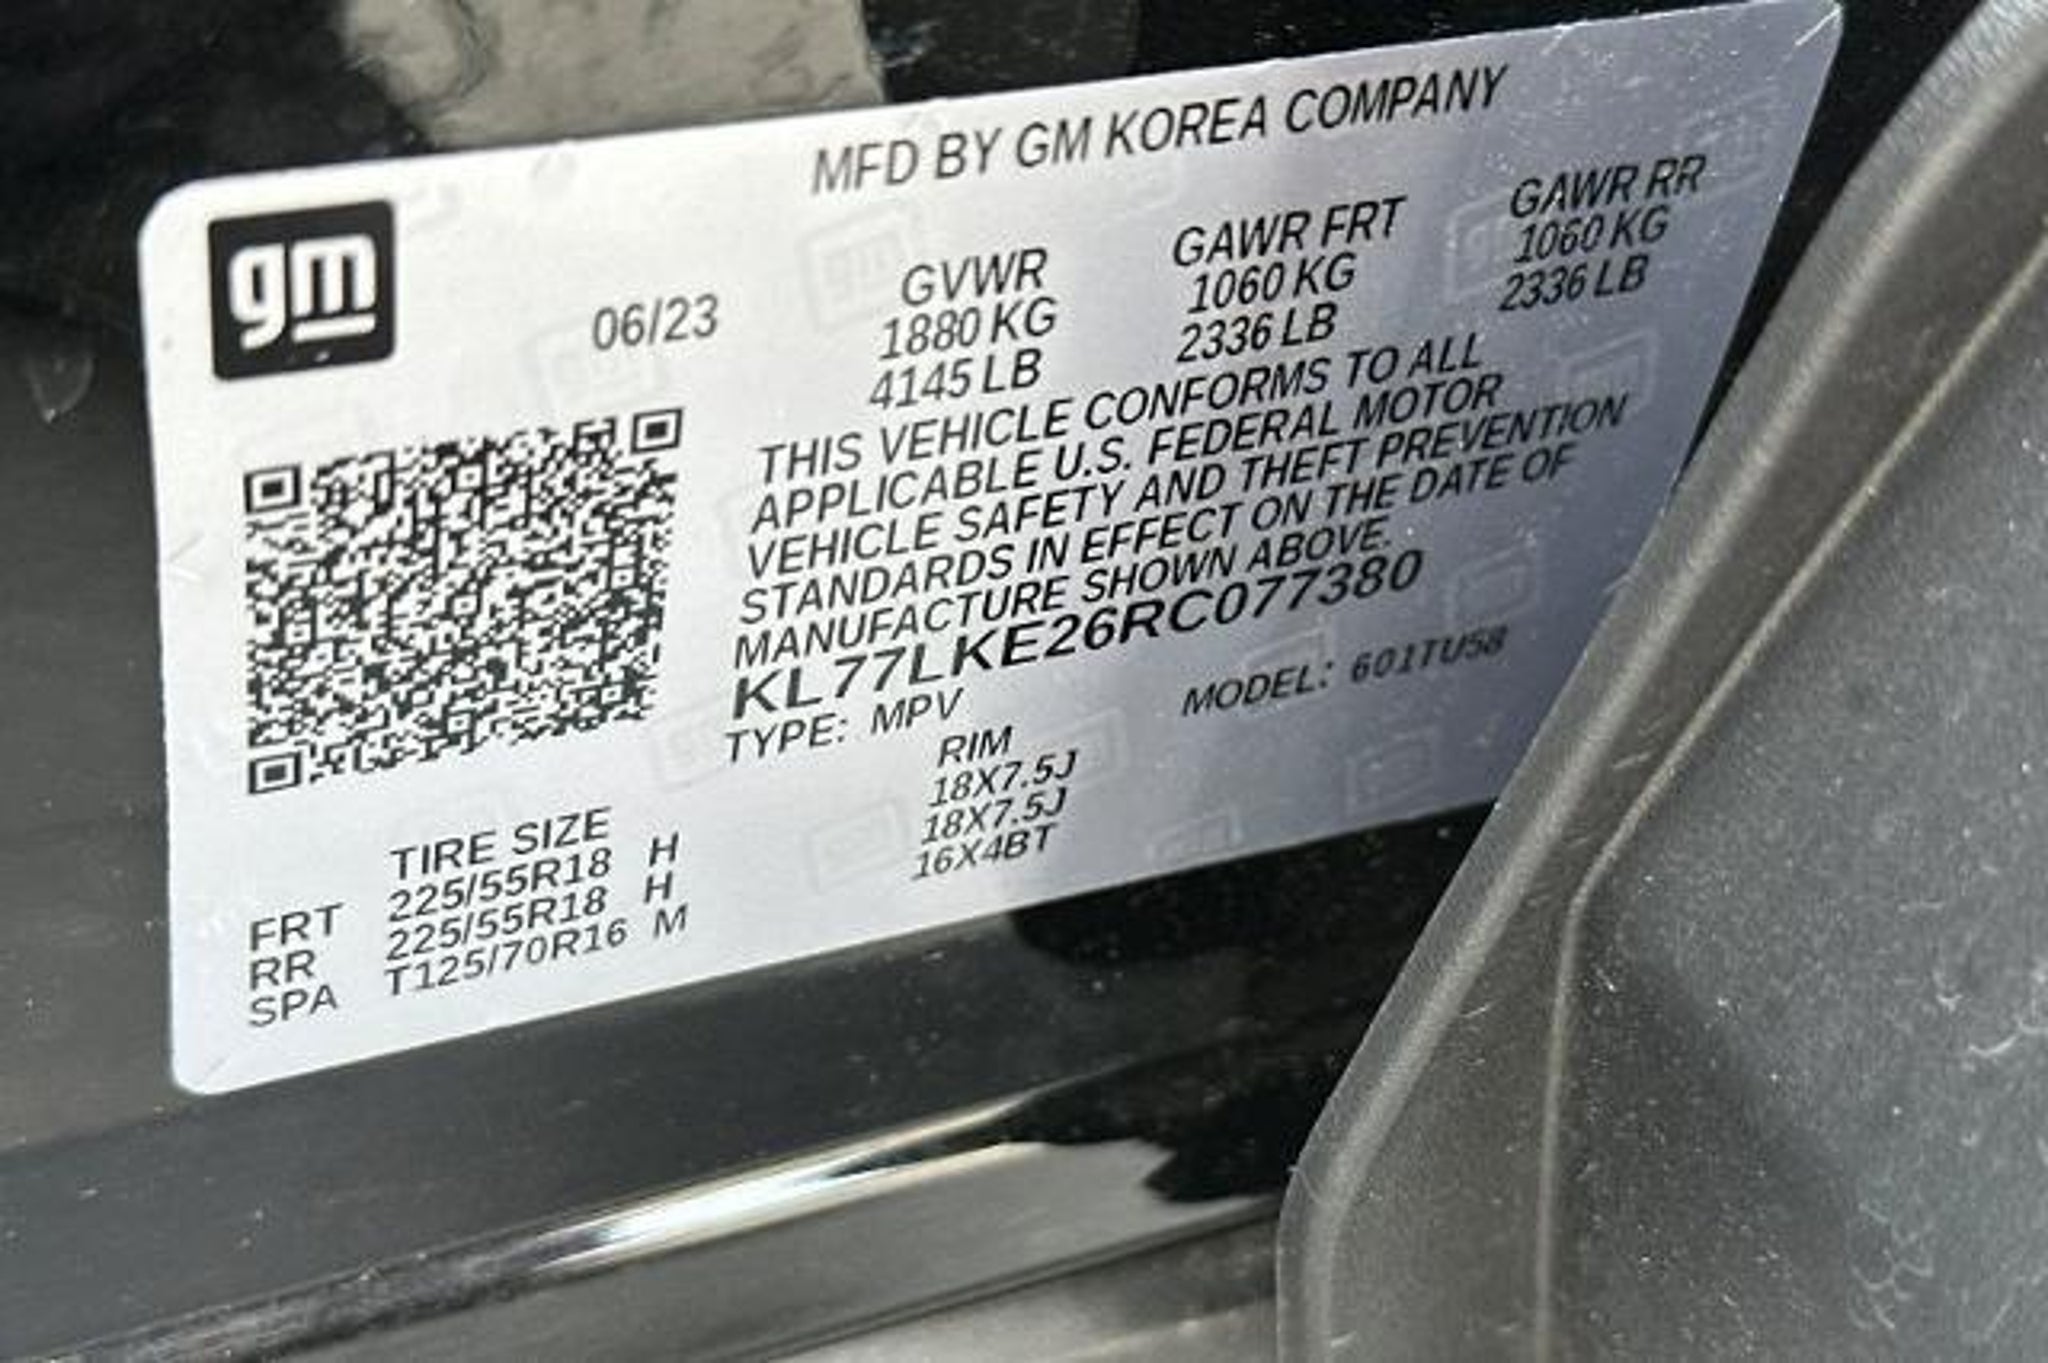 MFD BY GM KOREA COMPANY
gm
06/23
GVWR
1880 KG
4145 LB
GAWR FRT
1060 KG
2336 LB
GAWR RR
1060 KG
2336 LB
THIS VEHICLE CONFORMS TO ALL
APPLICABLE U.S. FEDERAL MOTOR
VEHICLE SAFETY AND THEFT PREVENTION
STANDARDS IN EFFECT ON THE DATE OF
MANUFACTURE SHOWN ABOVE.
KL77LKE26RC077380
TYPE: MPV MODEL: 601TU58
TIRE SIZE RIM
FRT 225/55R18 H 18X7.5J
RR 225/55R18 H 18X7.5J
SPA T125/70R16 M 16X4BT